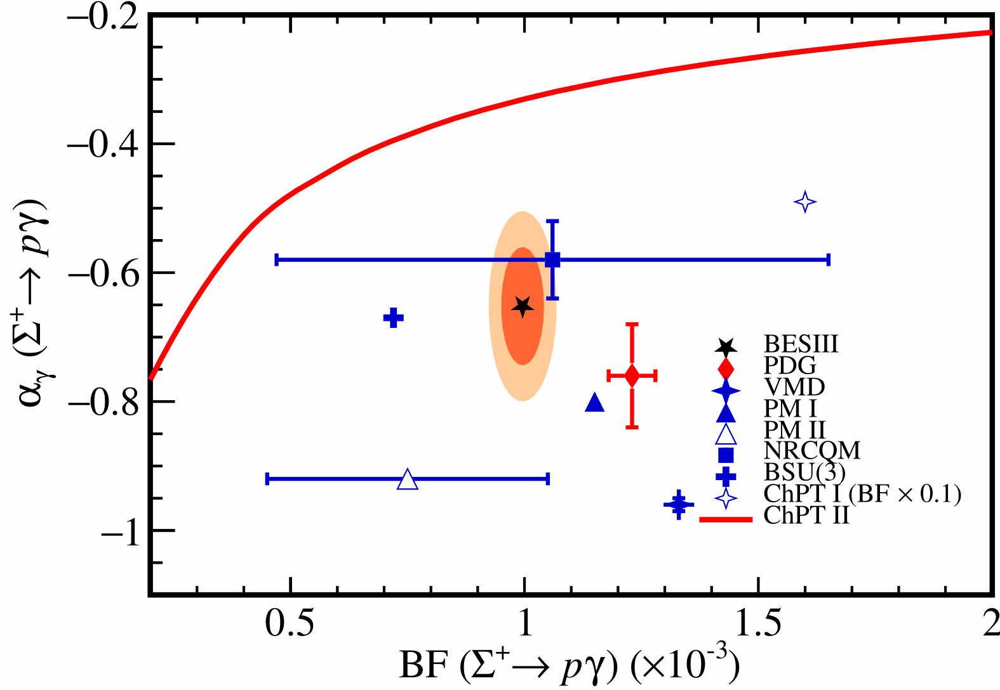 −0.2
−0.4
−0.6
−0.8
−1
α_γ (Σ⁺→ pγ)
BESIII
PDG
VMD
PM I
PM II
NRCQM
BSU(3)
ChPT I (BF × 0.1)
ChPT II
0.5 1 1.5 2
BF (Σ⁺→ pγ) (×10⁻³)